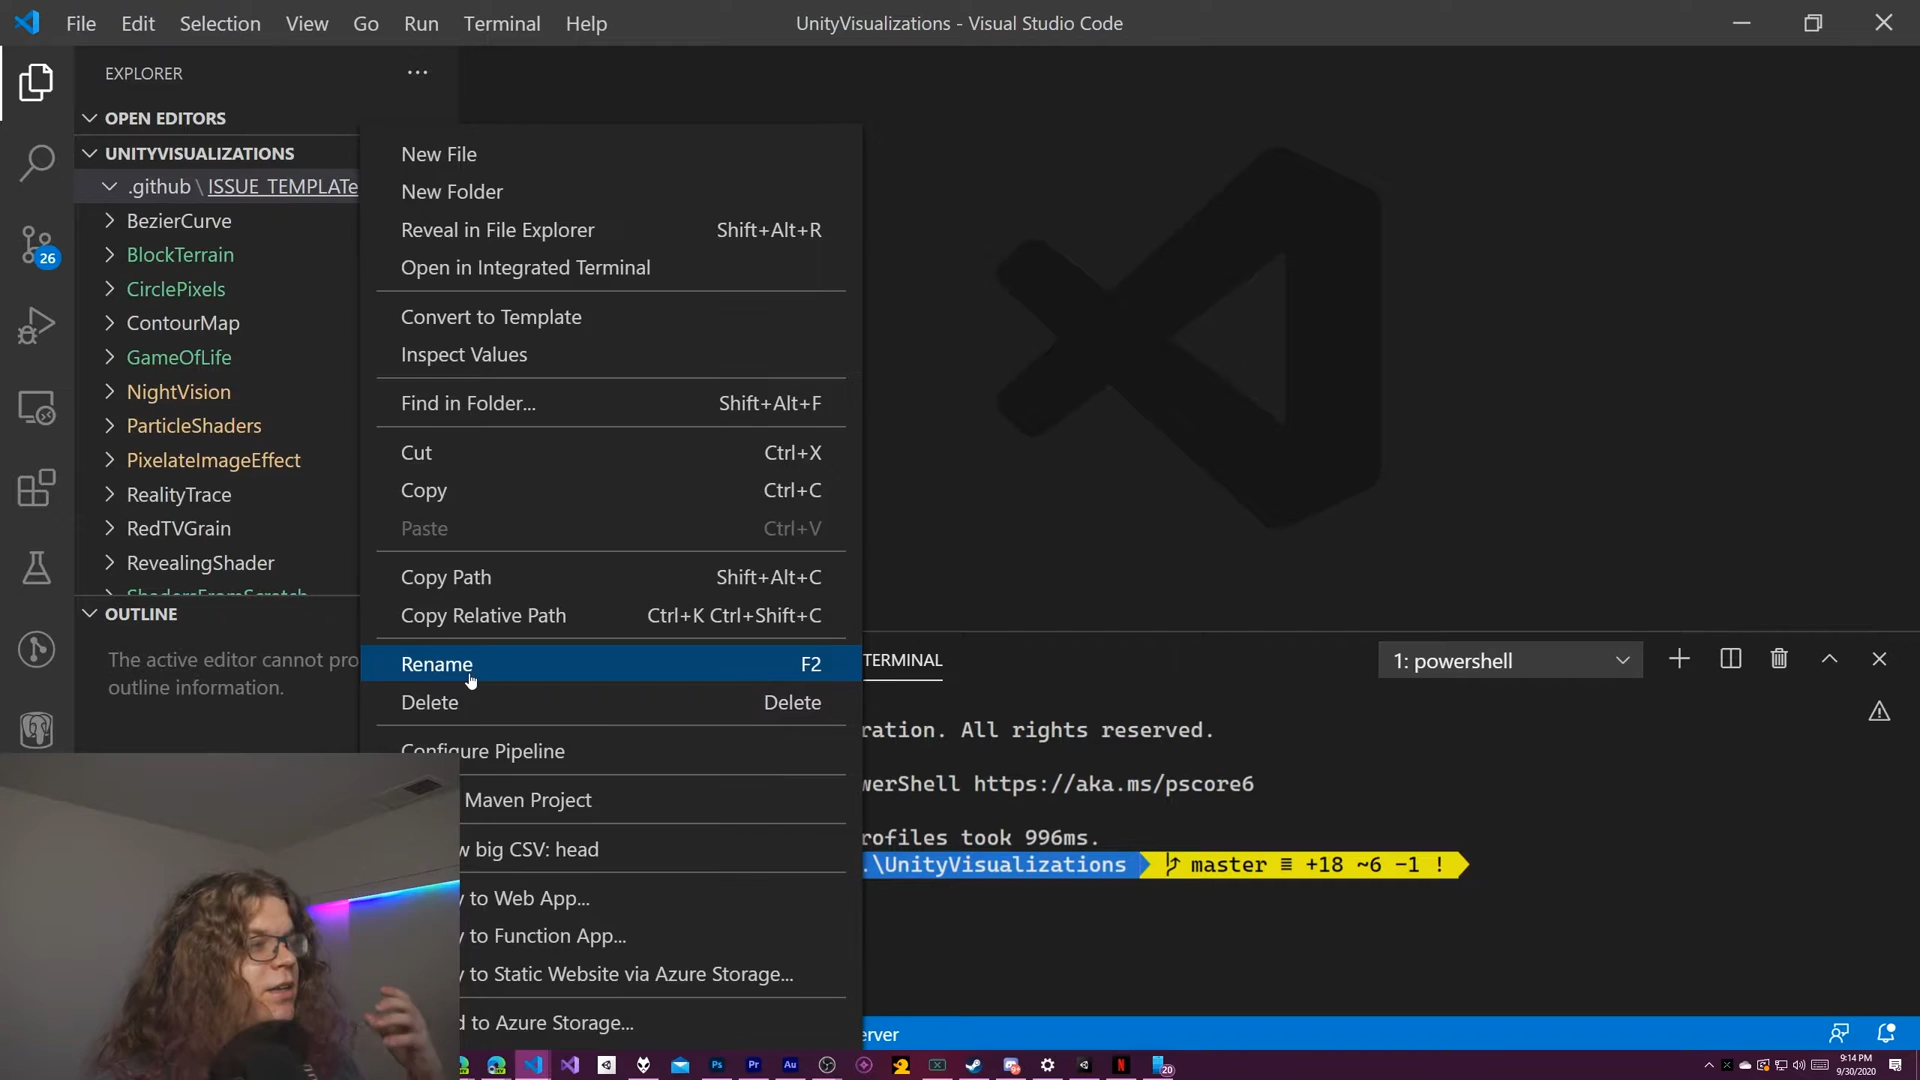 File Edit Selection View Go Run Terminal Help
UnityVisualizations - Visual Studio Code
EXPLORER
OPEN EDITORS
UNITYVISUALIZATIONS
.github \ ISSUE_TEMPLATe
BezierCurve
BlockTerrain
CirclePixels
ContourMap
GameOfLife
NightVision
ParticleShaders
PixelateImageEffect
RealityTrace
RedTVGrain
RevealingShader
ShadersFromScratch
26
OUTLINE
The active editor cannot pro
outline information.
New File
New Folder
Reveal in File Explorer Shift+Alt+R
Open in Integrated Terminal
Convert to Template
Inspect Values
Find in Folder... Shift+Alt+F
Cut Ctrl+X
Copy Ctrl+C
Paste Ctrl+V
Copy Path Shift+Alt+C
Copy Relative Path Ctrl+K Ctrl+Shift+C
Rename F2
Delete Delete
Configure Pipeline
Maven Project
w big CSV: head
y to Web App...
y to Function App...
y to Static Website via Azure Storage...
d to Azure Storage...
TERMINAL
1: powershell
ration. All rights reserved.
werShell https://aka.ms/pscore6
rofiles took 996ms.
.\UnityVisualizations master ≡ +18 ~6 -1 !
erver
Ps Pr Au
20
9:14 PM
9/30/2020